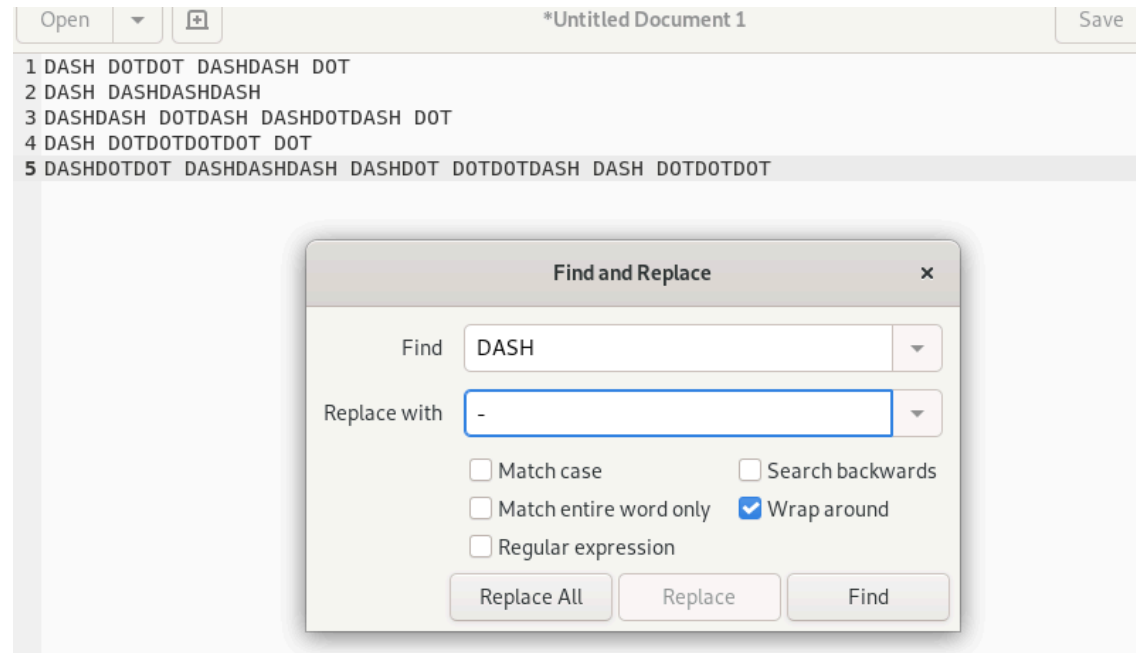 Open *Untitled Document 1 Save
1 DASH DOTDOT DASHDASH DOT
2 DASH DASHDASHDASH
3 DASHDASH DOTDASH DASHDOTDASH DOT
4 DASH DOTDOTDOTDOT DOT
5 DASHDOTDOT DASHDASHDASH DASHDOT DOTDOTDASH DASH DOTDOTDOT
Find and Replace ×
Find DASH
Replace with -
Match case Search backwards
Match entire word only Wrap around
Regular expression
Replace All Replace Find